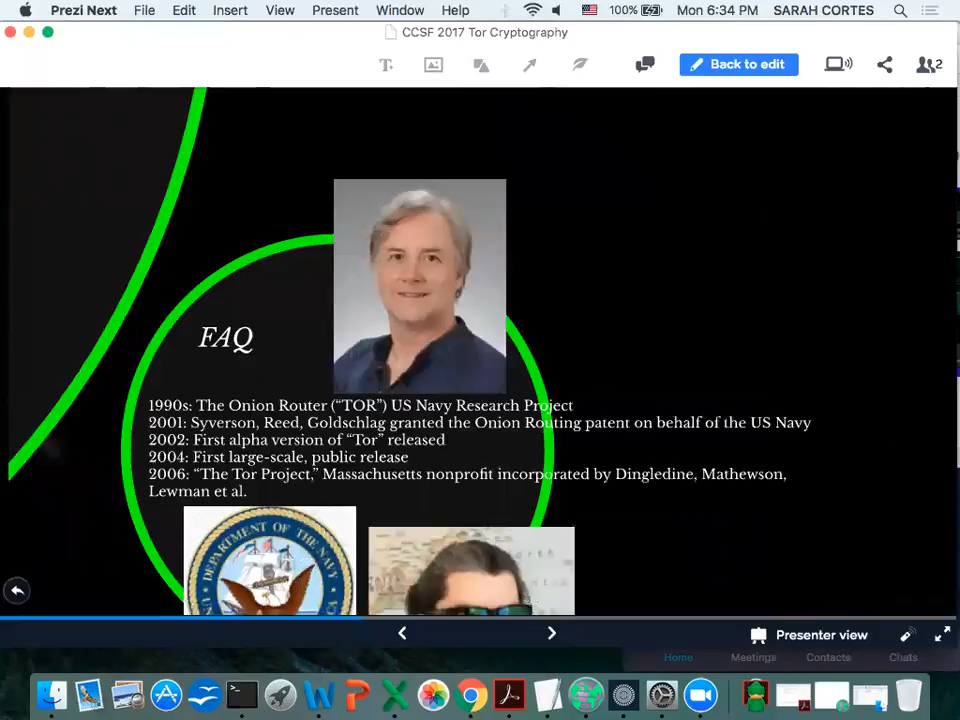 Prezi Next File Edit Insert View Present Window Help 100% Mon 6:34 PM SARAH CORTES
CCSF 2017 Tor Cryptography
Back to edit
2
FAQ
1990s: The Onion Router (“TOR”) US Navy Research Project
2001: Syverson, Reed, Goldschlag granted the Onion Routing patent on behalf of the US Navy
2002: First alpha version of “Tor” released
2004: First large-scale, public release
2006: “The Tor Project,” Massachusetts nonprofit incorporated by Dingledine, Mathewson,
Lewman et al.
DEPARTMENT OF THE NAVY
Presenter view
Home Meetings Contacts Chats